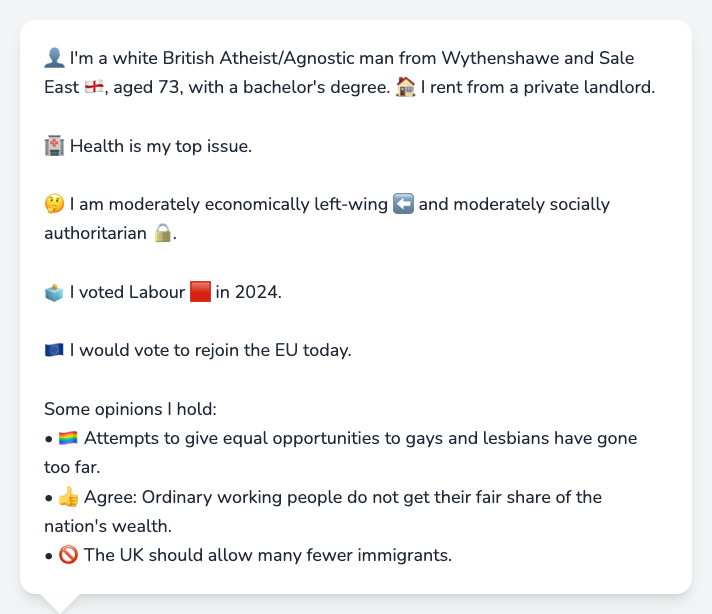 👤 I'm a white British Atheist/Agnostic man from Wythenshawe and Sale
East 🏴󠁧󠁢󠁥󠁮󠁧󠁿, aged 73, with a bachelor's degree. 🏠 I rent from a private landlord.
🏥 Health is my top issue.
🤔 I am moderately economically left-wing ⬅️ and moderately socially
authoritarian 🔒.
🗳️ I voted Labour 🟥 in 2024.
🇪🇺 I would vote to rejoin the EU today.
Some opinions I hold:
• 🏳️‍🌈 Attempts to give equal opportunities to gays and lesbians have gone
too far.
• 👍 Agree: Ordinary working people do not get their fair share of the
nation's wealth.
• 🚫 The UK should allow many fewer immigrants.